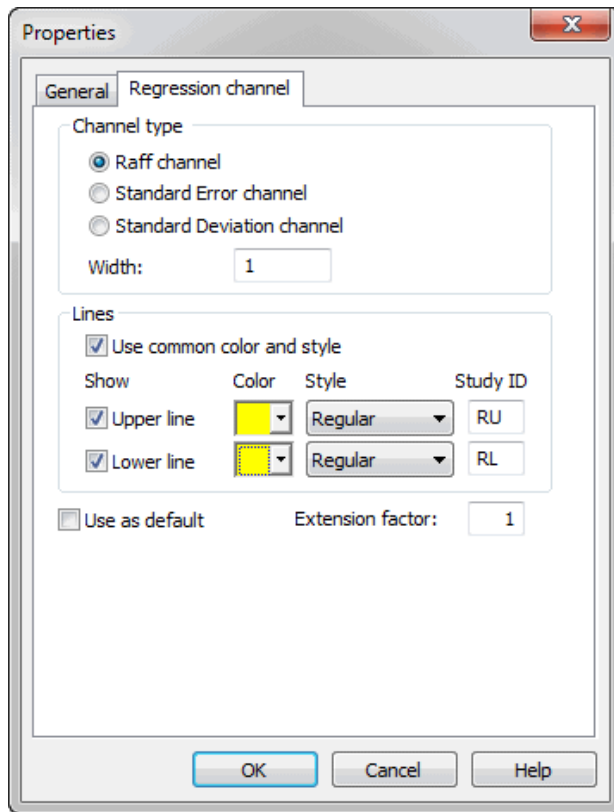 Properties
General Regression channel
Channel type
Raff channel
Standard Error channel
Standard Deviation channel
Width: 1
Lines
Use common color and style
Show Color Style Study ID
Upper line Regular RU
Lower line Regular RL
Use as default Extension factor: 1
OK Cancel Help